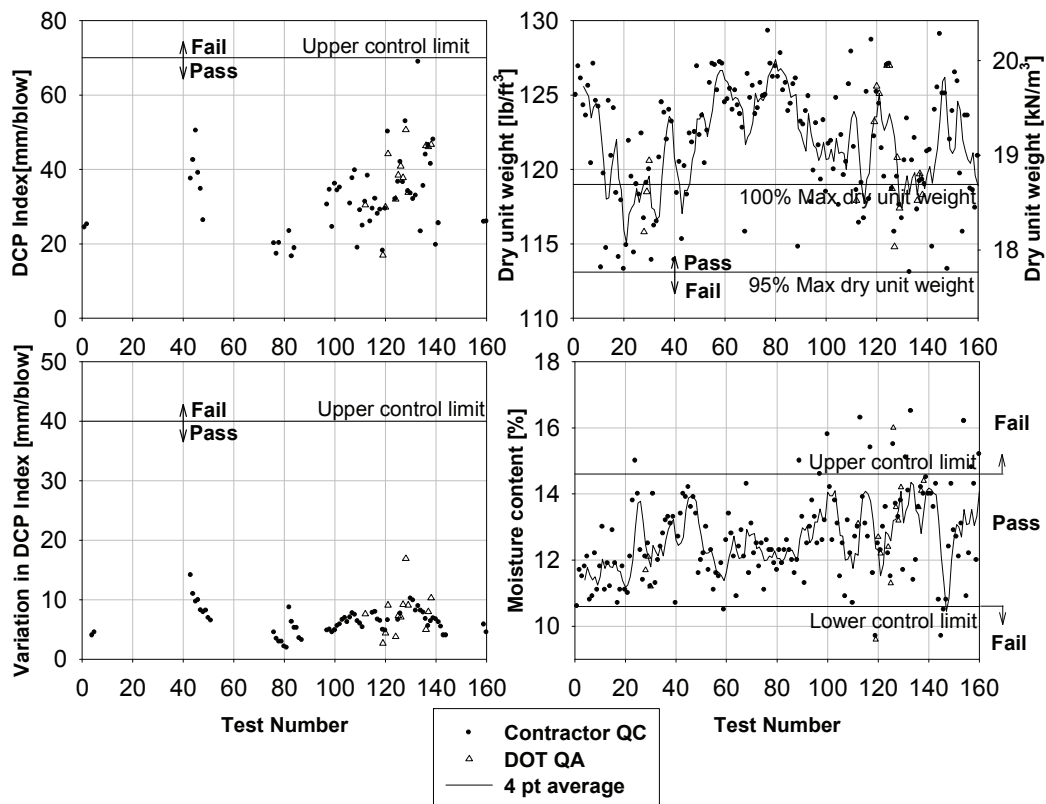 80
70
60
50
40
30
20
10
0
DCP Index[mm/blow]
Fail
Pass
Upper control limit
0 20 40 60 80 100 120 140 160
130
125
120
115
110
Dry unit weight [lb/ft³]
20
19
18
Dry unit weight [kN/m³]
100% Max dry unit weight
Pass
Fail
95% Max dry unit weight
0 20 40 60 80 100 120 140 160
50
40
30
20
10
0
Variation in DCP Index [mm/blow]
Fail
Pass
Upper control limit
0 20 40 60 80 100 120 140 160
Test Number
18
16
14
12
10
Moisture content [%]
Fail
Upper control limit
Pass
Lower control limit
Fail
0 20 40 60 80 100 120 140 160
Test Number
Contractor QC
DOT QA
4 pt average